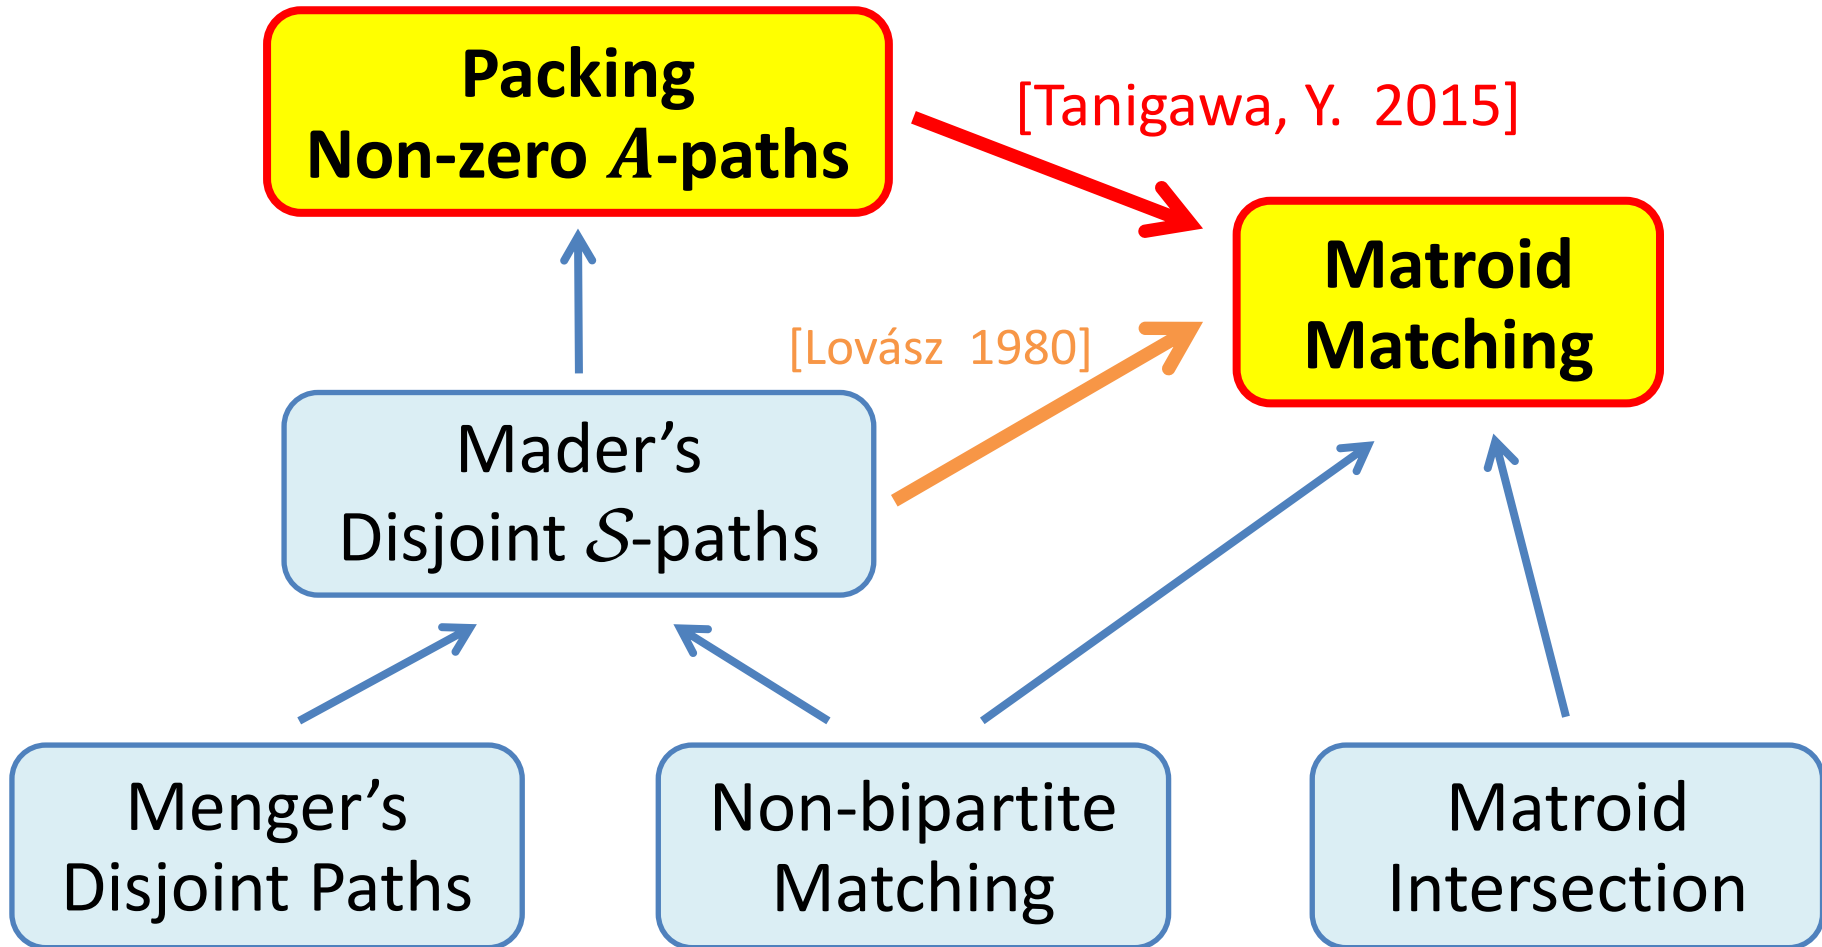 Packing
Non-zero A-paths
[Tanigawa, Y. 2015]
Matroid
Matching
[Lovász 1980]
Mader’s
Disjoint 𝒮-paths
Menger’s
Disjoint Paths
Non-bipartite
Matching
Matroid
Intersection